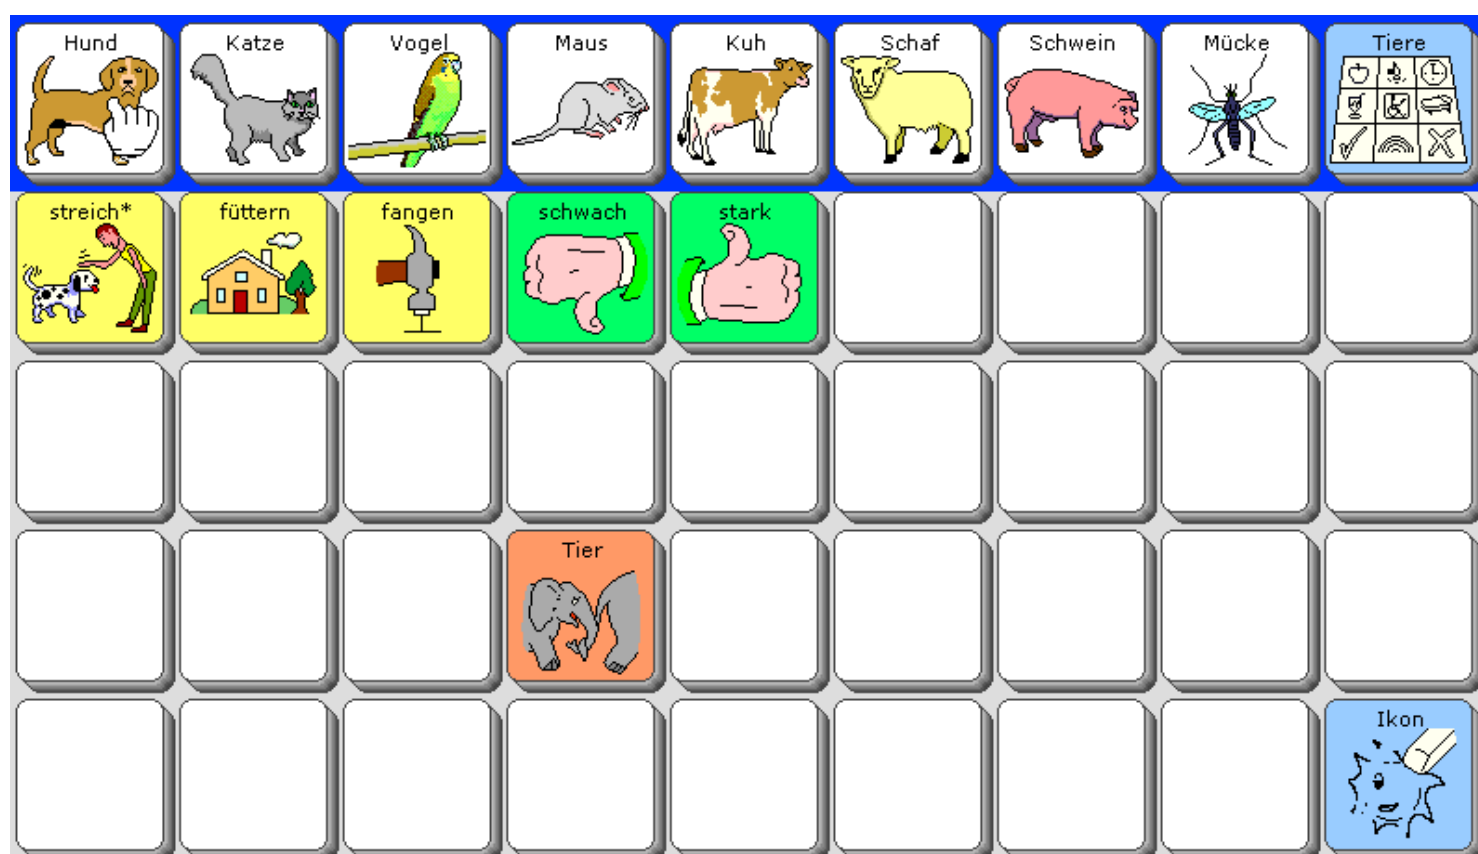 Hund
Katze
Vogel
Maus
Kuh
Schaf
Schwein
Mücke
Tiere
streich*
füttern
fangen
schwach
stark
Tier
Ikon